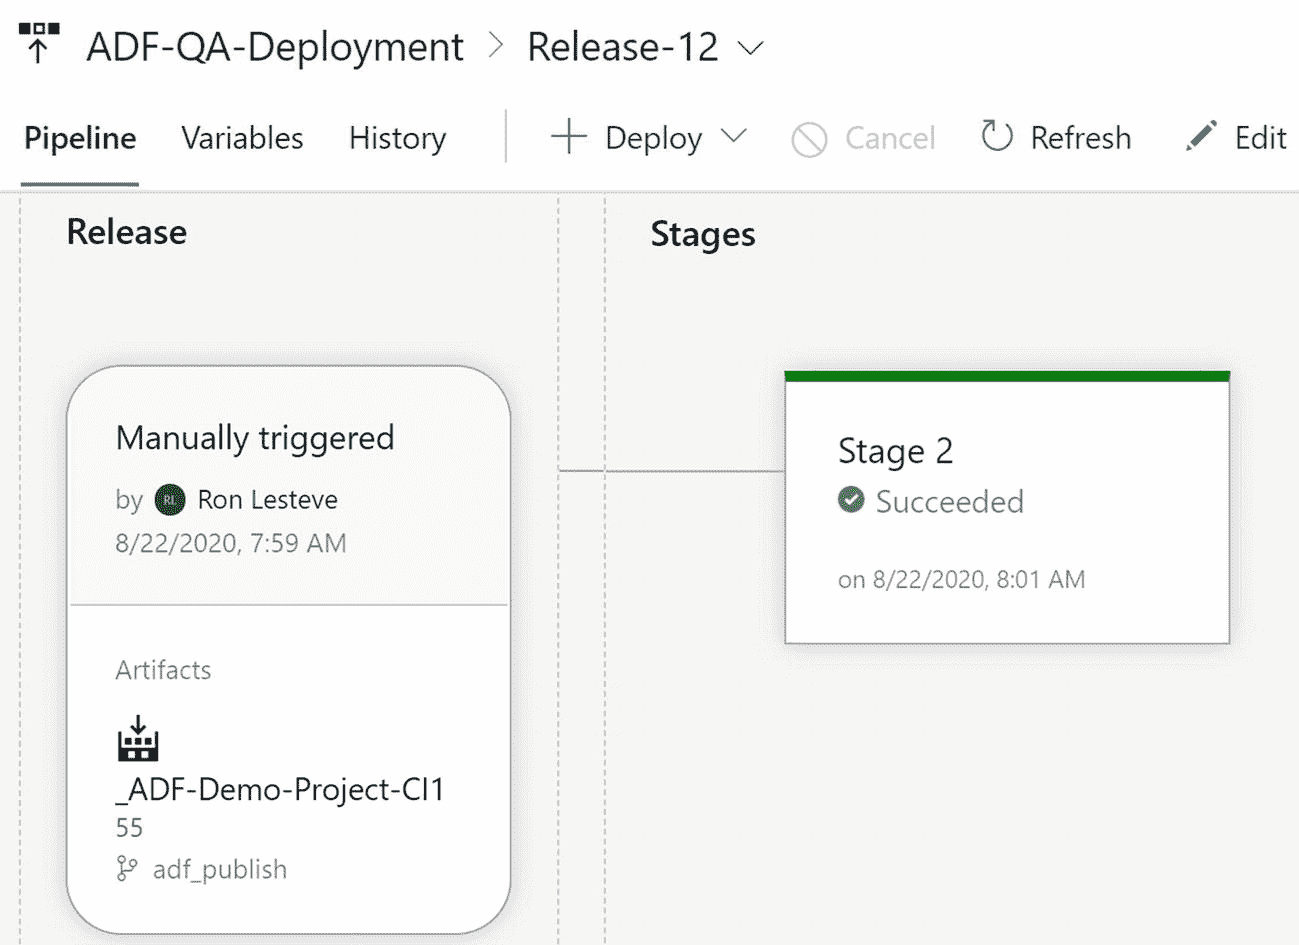 ADF-QA-Deployment > Release-12
Pipeline Variables History Deploy Cancel Refresh Edit
Release
Stages
Manually triggered
by RL Ron Lesteve
8/22/2020, 7:59 AM
Artifacts
_ADF-Demo-Project-CI1
55
adf_publish
Stage 2
Succeeded
on 8/22/2020, 8:01 AM